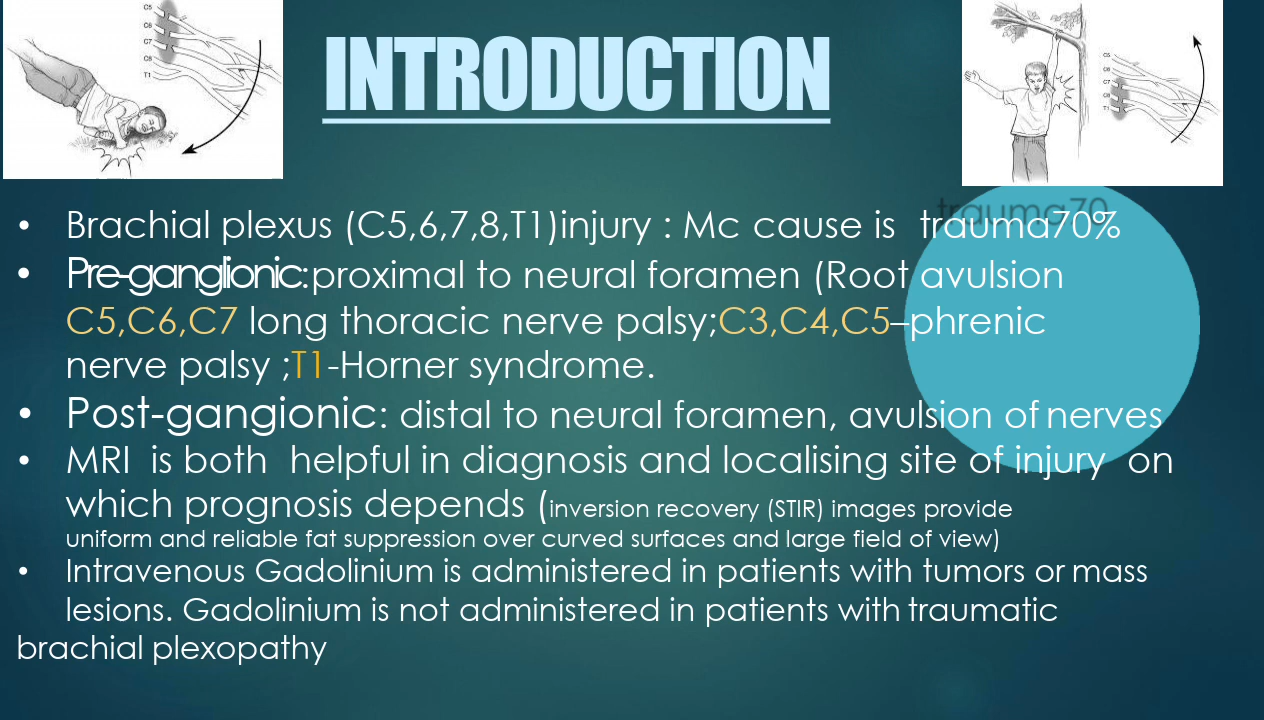 C5
C6
C7
C8
T1
INTRODUCTION
C5
C6
C7
C8
T1
• Brachial plexus (C5,6,7,8,T1)injury : Mc cause is trauma70%
trauma70
• Pre-ganglionic:proximal to neural foramen (Root avulsion
C5,C6,C7 long thoracic nerve palsy;C3,C4,C5–phrenic
nerve palsy ;T1-Horner syndrome.
• Post-gangionic: distal to neural foramen, avulsion of nerves
• MRI is both helpful in diagnosis and localising site of injury on
which prognosis depends (inversion recovery (STIR) images provide
uniform and reliable fat suppression over curved surfaces and large field of view)
• Intravenous Gadolinium is administered in patients with tumors or mass
lesions. Gadolinium is not administered in patients with traumatic
brachial plexopathy